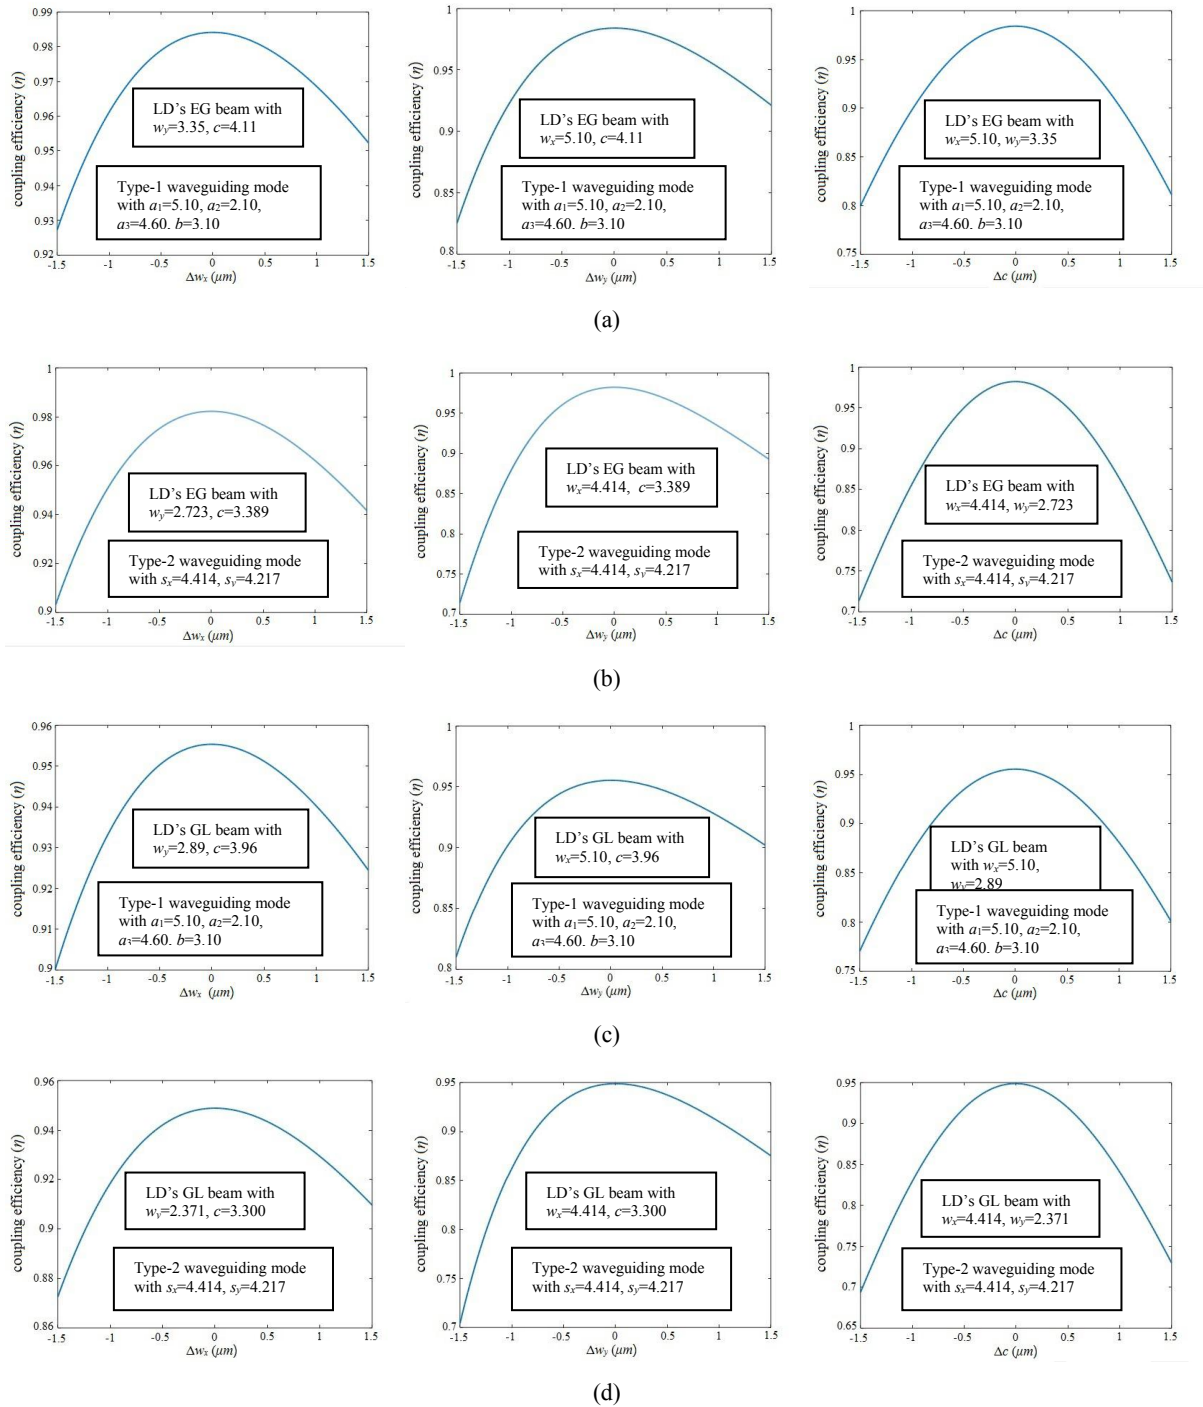 0.99
0.98
0.97
0.96
0.95
0.94
0.93
0.92
coupling efficiency (η)
LD's EG beam with
wy=3.35, c=4.11
Type-1 waveguiding mode
with a1=5.10, a2=2.10,
a3=4.60. b=3.10
-1.5 -1 -0.5 0 0.5 1 1.5
Δwx (μm)
1
0.95
0.9
0.85
0.8
coupling efficiency (η)
LD's EG beam with
wx=5.10, c=4.11
Type-1 waveguiding mode
with a1=5.10, a2=2.10,
a3=4.60. b=3.10
-1.5 -1 -0.5 0 0.5 1 1.5
Δwy (μm)
1
0.95
0.9
0.85
0.8
0.75
coupling efficiency (η)
LD's EG beam with
wx=5.10, wy=3.35
Type-1 waveguiding mode
with a1=5.10, a2=2.10,
a3=4.60. b=3.10
-1.5 -1 -0.5 0 0.5 1 1.5
Δc (μm)
(a)
1
0.98
0.96
0.94
0.92
0.9
coupling efficiency (η)
LD's EG beam with
wy=2.723, c=3.389
Type-2 waveguiding mode
with sx=4.414, sy=4.217
-1.5 -1 -0.5 0 0.5 1 1.5
Δwx (μm)
1
0.95
0.9
0.85
0.8
0.75
0.7
coupling efficiency (η)
LD's EG beam with
wx=4.414, c=3.389
Type-2 waveguiding mode
with sx=4.414, sy=4.217
-1.5 -1 -0.5 0 0.5 1 1.5
Δwy (μm)
1
0.95
0.9
0.85
0.8
0.75
0.7
coupling efficiency (η)
LD's EG beam with
wx=4.414, wy=2.723
Type-2 waveguiding mode
with sx=4.414, sy=4.217
-1.5 -1 -0.5 0 0.5 1 1.5
Δc (μm)
(b)
0.96
0.95
0.94
0.93
0.92
0.91
0.9
coupling efficiency (η)
LD's GL beam with
wy=2.89, c=3.96
Type-1 waveguiding mode
with a1=5.10, a2=2.10,
a3=4.60. b=3.10
-1.5 -1 -0.5 0 0.5 1 1.5
Δwx (μm)
1
0.95
0.9
0.85
0.8
coupling efficiency (η)
LD's GL beam with
wx=5.10, c=3.96
Type-1 waveguiding mode
with a1=5.10, a2=2.10,
a3=4.60. b=3.10
-1.5 -1 -0.5 0 0.5 1 1.5
Δwy (μm)
1
0.95
0.9
0.85
0.8
0.75
coupling efficiency (η)
LD's GL beam
with wx=5.10,
wy=2.89
Type-1 waveguiding mode
with a1=5.10, a2=2.10,
a3=4.60. b=3.10
-1.5 -1 -0.5 0 0.5 1 1.5
Δc (μm)
(c)
0.96
0.94
0.92
0.9
0.88
0.86
coupling efficiency (η)
LD's GL beam with
wy=2.371, c=3.300
Type-2 waveguiding mode
with sx=4.414, sy=4.217
-1.5 -1 -0.5 0 0.5 1 1.5
Δwx (μm)
0.95
0.9
0.85
0.8
0.75
0.7
coupling efficiency (η)
LD's GL beam with
wx=4.414, c=3.300
Type-2 waveguiding mode
with sx=4.414, sy=4.217
-1.5 -1 -0.5 0 0.5 1 1.5
Δwy (μm)
0.95
0.9
0.85
0.8
0.75
0.7
0.65
coupling efficiency (η)
LD's GL beam with
wx=4.414, wy=2.371
Type-2 waveguiding mode
with sx=4.414, sy=4.217
-1.5 -1 -0.5 0 0.5 1 1.5
Δc (μm)
(d)